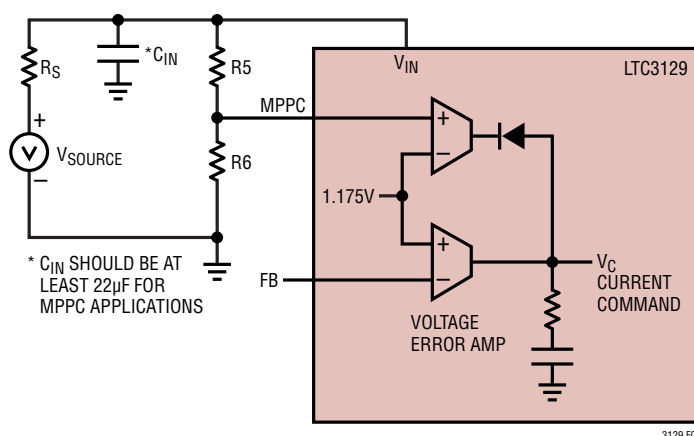 *CIN
RS
R5
VIN
LTC3129
MPPC
+
+
VSOURCE
R6
−
−
1.175V
+
* CIN SHOULD BE AT
LEAST 22µF FOR
MPPC APPLICATIONS
FB
−
VC
CURRENT
COMMAND
VOLTAGE
ERROR AMP